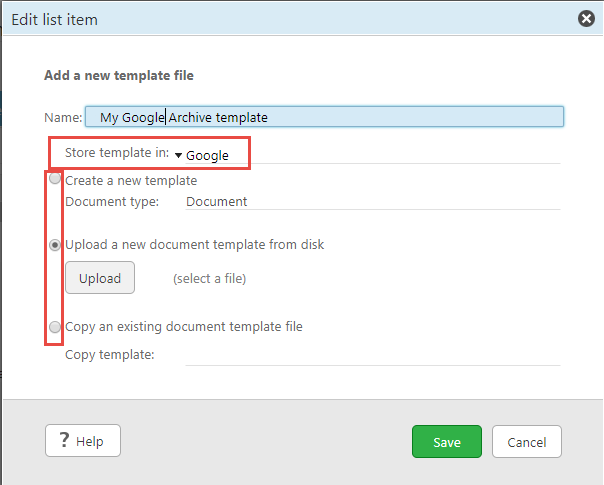 Edit list item
Add a new template file
Name: My Google Archive template
Store template in: Google
Create a new template
Document type: Document
Upload a new document template from disk
Upload (select a file)
Copy an existing document template file
Copy template:
? Help Save Cancel